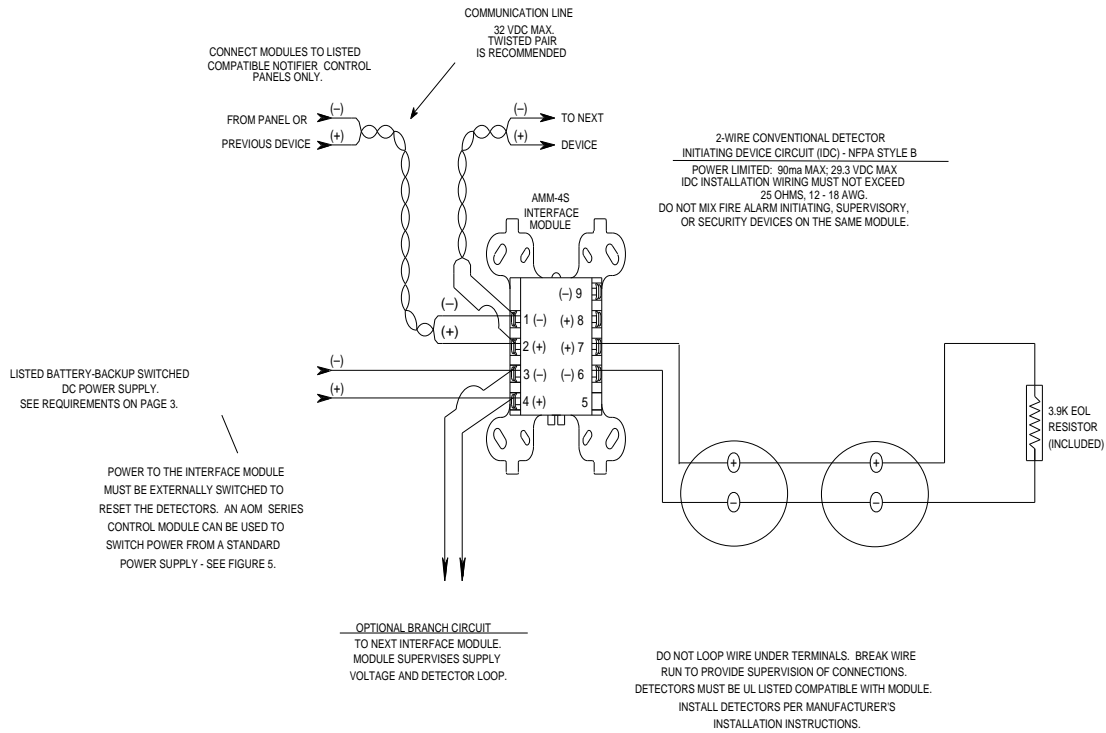 COMMUNICATION LINE
32 VDC MAX.
TWISTED PAIR
IS RECOMMENDED
CONNECT MODULES TO LISTED
COMPATIBLE NOTIFIER CONTROL
PANELS ONLY.
(-)
FROM PANEL OR
(+)
PREVIOUS DEVICE
(-)
TO NEXT
(+)
DEVICE
2-WIRE CONVENTIONAL DETECTOR
INITIATING DEVICE CIRCUIT (IDC) - NFPA STYLE B
POWER LIMITED: 90ma MAX; 29.3 VDC MAX
IDC INSTALLATION WIRING MUST NOT EXCEED
25 OHMS, 12 - 18 AWG.
DO NOT MIX FIRE ALARM INITIATING, SUPERVISORY,
OR SECURITY DEVICES ON THE SAME MODULE.
AMM-4S
INTERFACE
MODULE
(-)
(+)
(-) 9
1 (-)
(+) 8
2 (+)
(+) 7
3 (-)
(-) 6
4 (+)
5
(-)
(+)
LISTED BATTERY-BACKUP SWITCHED
DC POWER SUPPLY.
SEE REQUIREMENTS ON PAGE 3.
POWER TO THE INTERFACE MODULE
MUST BE EXTERNALLY SWITCHED TO
RESET THE DETECTORS. AN AOM SERIES
CONTROL MODULE CAN BE USED TO
SWITCH POWER FROM A STANDARD
POWER SUPPLY - SEE FIGURE 5.
+
+
-
-
3.9K EOL
RESISTOR
(INCLUDED)
OPTIONAL BRANCH CIRCUIT
TO NEXT INTERFACE MODULE.
MODULE SUPERVISES SUPPLY
VOLTAGE AND DETECTOR LOOP.
DO NOT LOOP WIRE UNDER TERMINALS. BREAK WIRE
RUN TO PROVIDE SUPERVISION OF CONNECTIONS.
DETECTORS MUST BE UL LISTED COMPATIBLE WITH MODULE.
INSTALL DETECTORS PER MANUFACTURER'S
INSTALLATION INSTRUCTIONS.